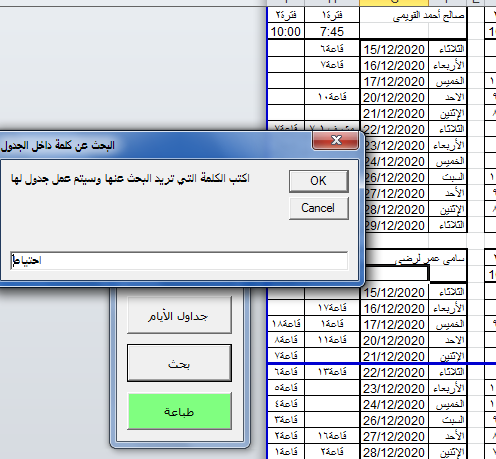 صالح أحمد القويمى فترة١ فترة٢
7:45 10:00
الثلاثاء 15/12/2020 قاعة٦
الأربعاء 16/12/2020 قاعة٧
الخميس 17/12/2020
الاحد 20/12/2020 قاعة١٠
الإثنين 21/12/2020
الثلاثاء 22/12/2020 قاعة٧
الأربعاء 23/12/2020
الخميس 24/12/2020
السبت 26/12/2020
الأحد 27/12/2020
الإثنين 28/12/2020
الثلاثاء 29/12/2020
البحث عن كلمة داخل الجدول
اكتب الكلمة التي تريد البحث عنها وسيتم عمل جدول لها
OK
Cancel
احتياط
سامى عمر لرضى
الثلاثاء 15/12/2020
الأربعاء 16/12/2020 قاعة١٧
الخميس 17/12/2020 قاعة١ قاعة١٨
الاحد 20/12/2020 قاعة١١ قاعة٨
الإثنين 21/12/2020 قاعة٧
الثلاثاء 22/12/2020 قاعة١٣ قاعة٦
الأربعاء 23/12/2020 قاعة٥
الخميس 24/12/2020 قاعة٤
السبت 26/12/2020 قاعة٣
الأحد 27/12/2020 قاعة١٦ قاعة٢
الإثنين 28/12/2020 قاعة٢ قاعة١
جداول الأيام
بحث
طباعة